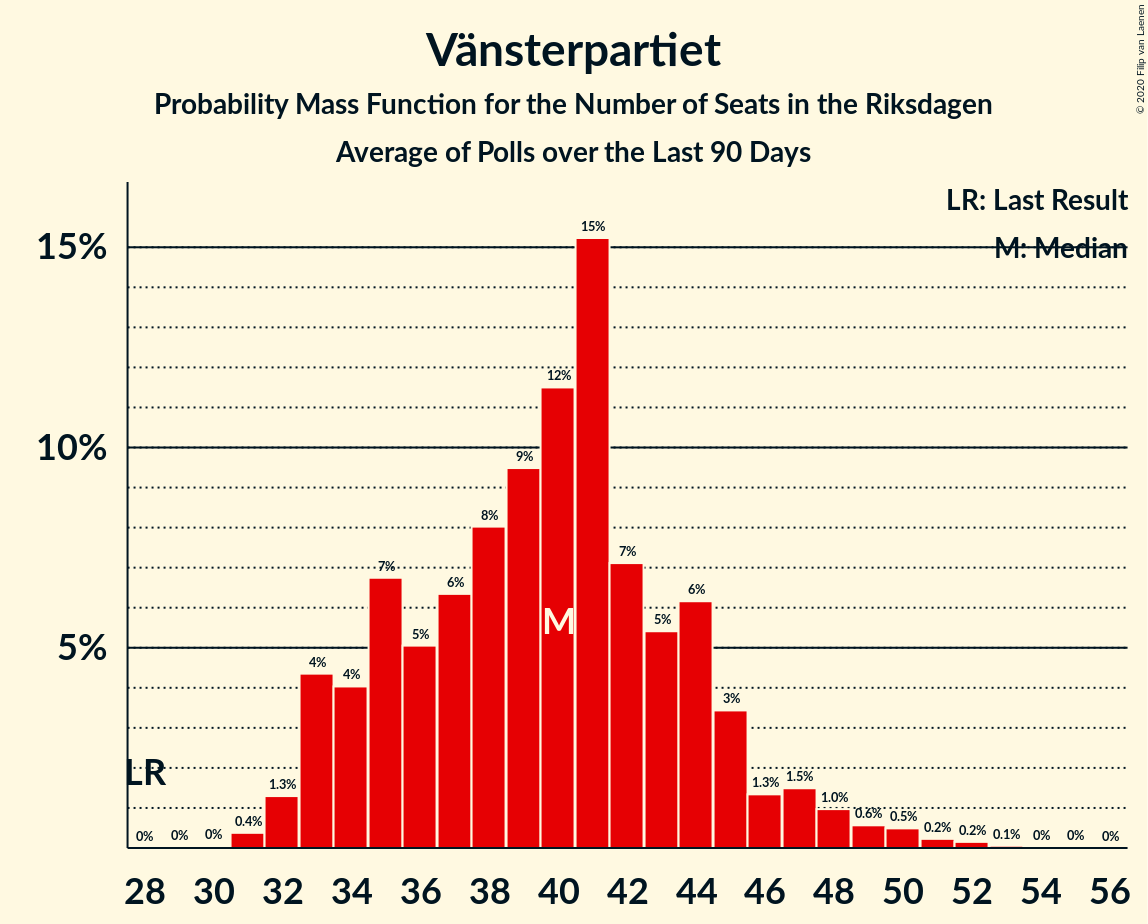 Vänsterpartiet
Probability Mass Function for the Number of Seats in the Riksdagen
Average of Polls over the Last 90 Days
© 2020 Filip van Laenen
LR: Last Result
M: Median
15%
10%
5%
0% 0% 0% 0.4% 1.3% 4% 4% 7% 5% 6% 8% 9% 12% 15% 7% 5% 6% 3% 1.3% 1.5% 1.0% 0.6% 0.5% 0.2% 0.2% 0.1% 0% 0% 0%
M
LR
28 30 32 34 36 38 40 42 44 46 48 50 52 54 56